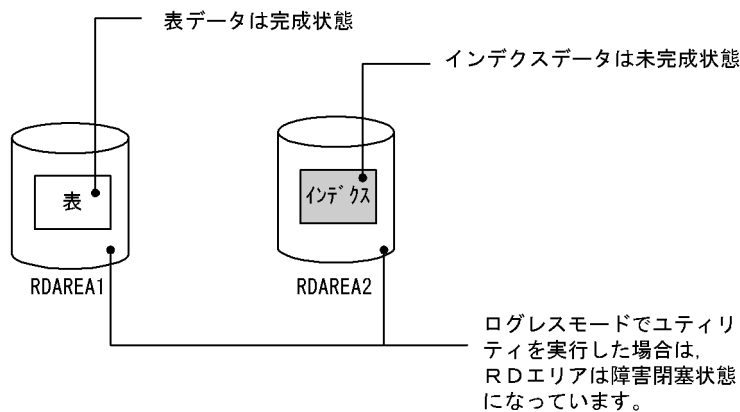 表データは完成状態
インデクスデータは未完成状態
表
インデクス
RDAREA1
RDAREA2
ログレスモードでユティリ
ティを実行した場合は,
ＲＤエリアは障害閉塞状態
になっています。